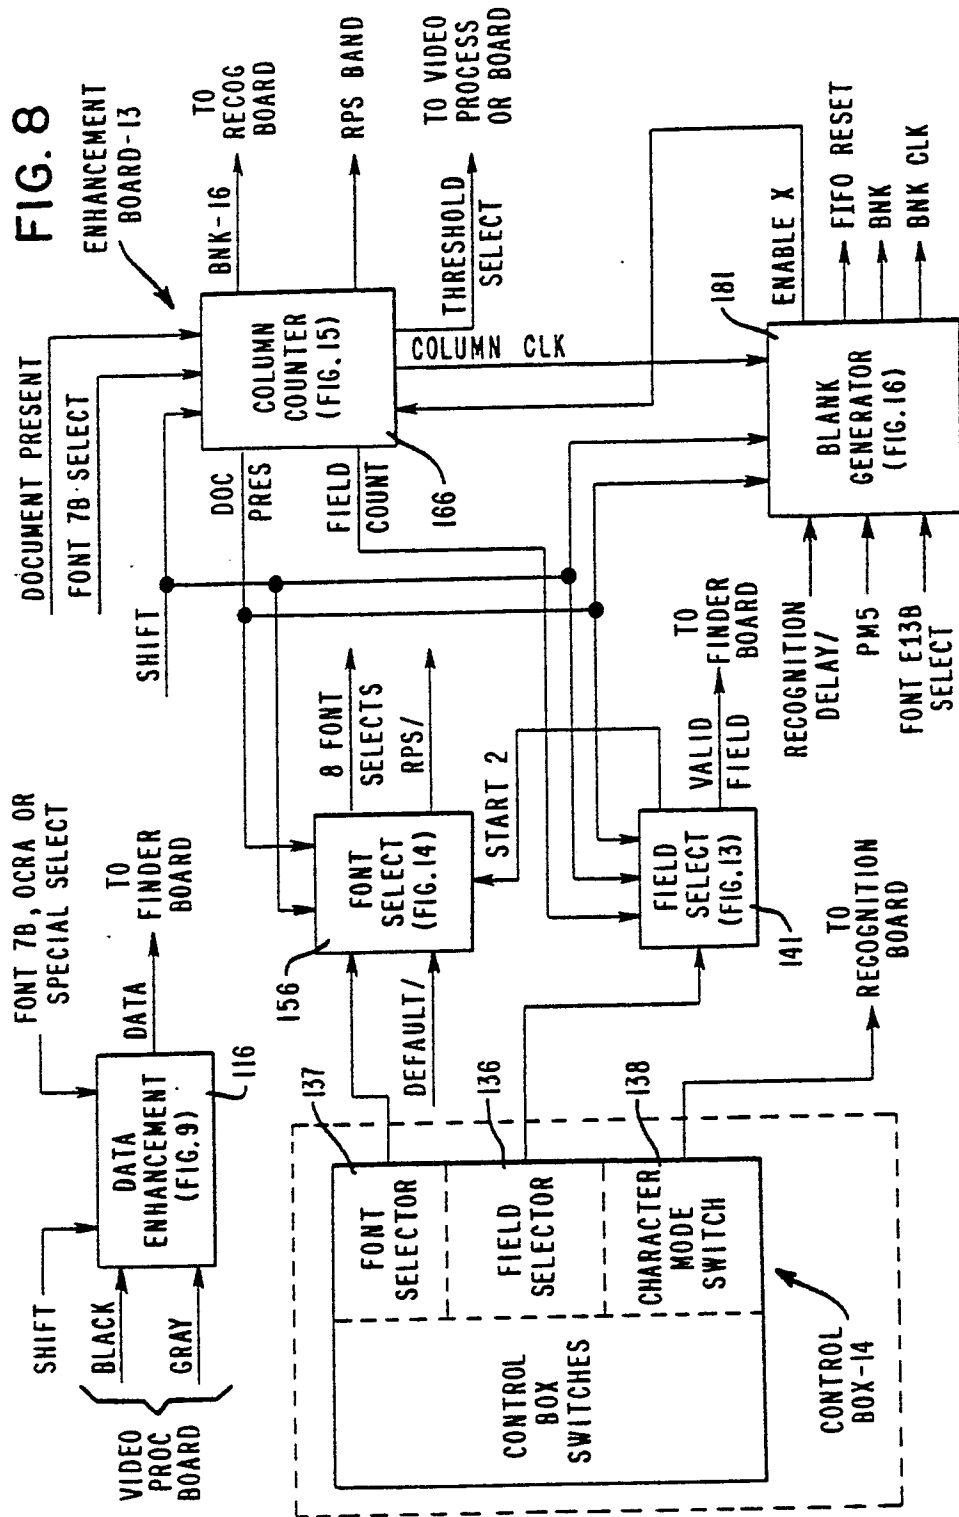 FIG. 8
ENHANCEMENT
BOARD-13
DOCUMENT PRESENT
FONT 7B SELECT
SHIFT
COLUMN
COUNTER
(FIG. 15)
166
BNK-16
TO
RECOG
BOARD
RPS BAND
THRESHOLD
SELECT
TO VIDEO
PROCESS
OR BOARD
COLUMN CLK
DOC
PRES
FIELD
COUNT
ENABLE X
181
BLANK
GENERATOR
(FIG. 16)
FIFO RESET
BNK
BNK CLK
RECOGNITION
DELAY/
PM5
FONT E13B
SELECT
FONT 7B, OCRA OR
SPECIAL SELECT
SHIFT
BLACK
GRAY
VIDEO
PROC
BOARD
DATA
ENHANCEMENT
(FIG. 9)
116
DATA
TO
FINDER
BOARD
156
FONT
SELECT
(FIG. 14)
8 FONT
SELECTS
RPS/
DEFAULT/
START 2
FIELD
SELECT
(FIG. 13)
141
VALID
FIELD
TO
FINDER
BOARD
137
136
138
FONT
SELECTOR
FIELD
SELECTOR
CHARACTER
MODE
SWITCH
CONTROL
BOX
SWITCHES
TO
RECOGNITION
BOARD
CONTROL
BOX-14